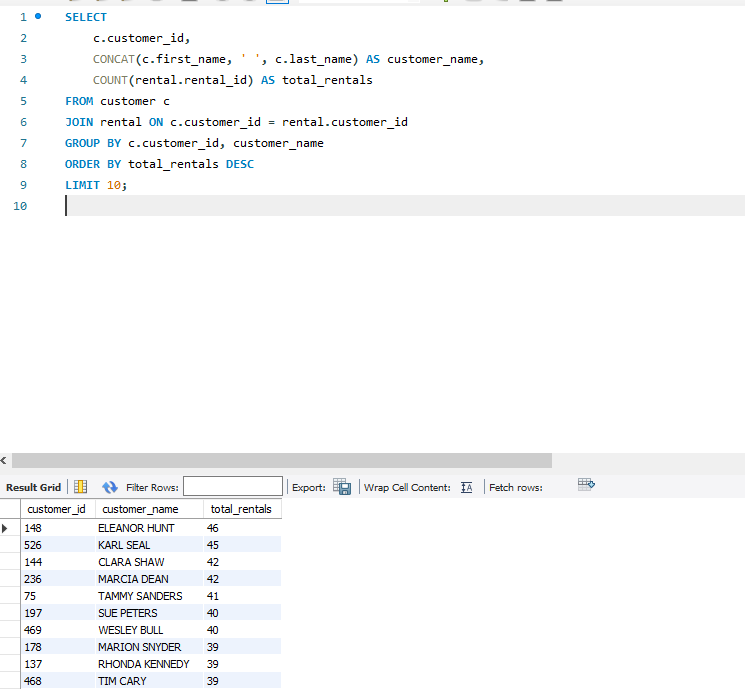 1 SELECT
2 c.customer_id,
3 CONCAT(c.first_name, ' ', c.last_name) AS customer_name,
4 COUNT(rental.rental_id) AS total_rentals
5 FROM customer c
6 JOIN rental ON c.customer_id = rental.customer_id
7 GROUP BY c.customer_id, customer_name
8 ORDER BY total_rentals DESC
9 LIMIT 10;
10
Result Grid Filter Rows: Export: Wrap Cell Content: Fetch rows:
customer_id customer_name total_rentals
148 ELEANOR HUNT 46
526 KARL SEAL 45
144 CLARA SHAW 42
236 MARCIA DEAN 42
75 TAMMY SANDERS 41
197 SUE PETERS 40
469 WESLEY BULL 40
178 MARION SNYDER 39
137 RHONDA KENNEDY 39
468 TIM CARY 39